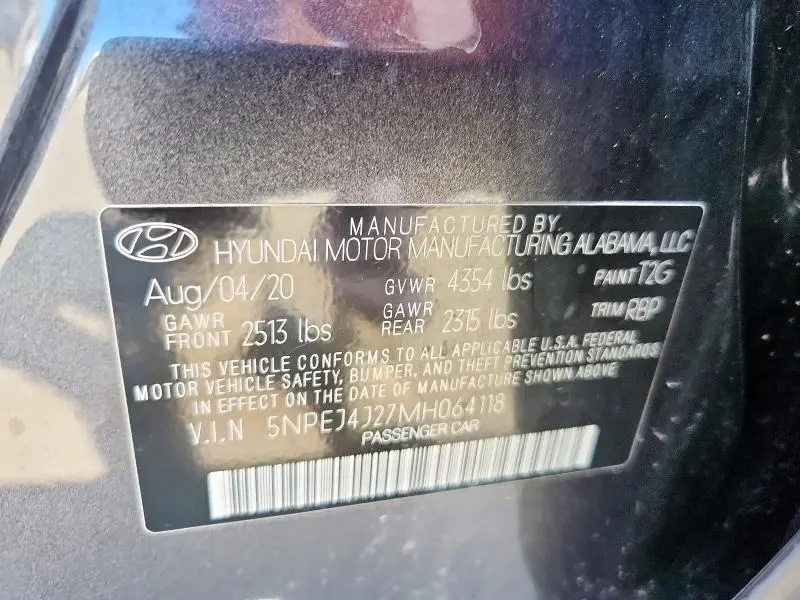 MANUFACTURED BY
HYUNDAI MOTOR MANUFACTURING ALABAMA, LLC
Aug/04/20 GVWR 4354 lbs PAINT T2G
GAWR FRONT 2513 lbs GAWR REAR 2315 lbs TRIM RBP
THIS VEHICLE CONFORMS TO ALL APPLICABLE U.S.A. FEDERAL
MOTOR VEHICLE SAFETY, BUMPER, AND THEFT PREVENTION STANDARDS
IN EFFECT ON THE DATE OF MANUFACTURE SHOWN ABOVE
V.I.N 5NPEJ4J27MH064118
PASSENGER CAR